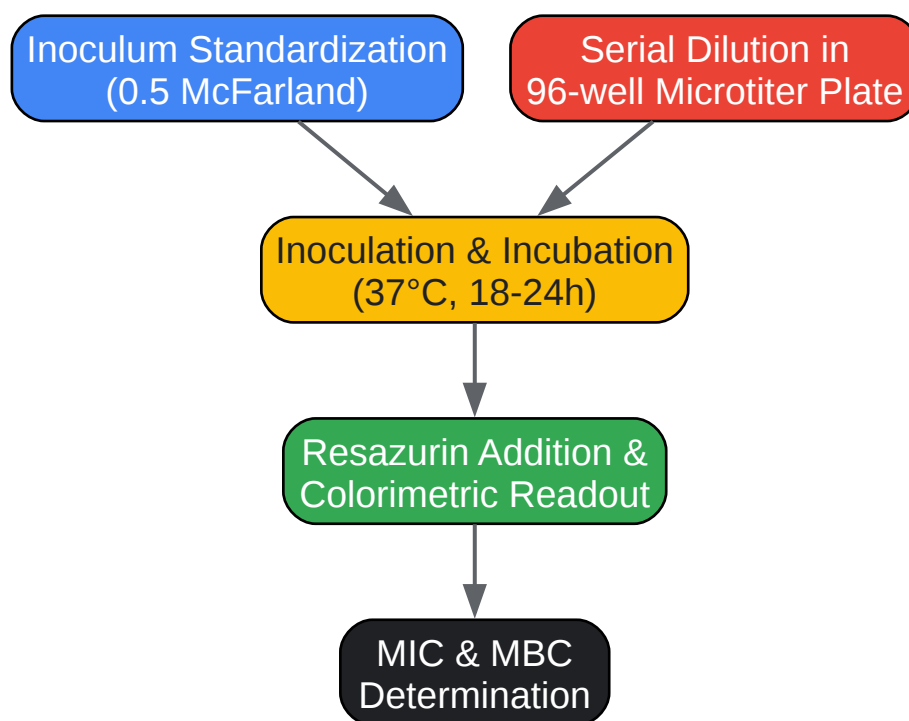 Inoculum Standardization
(0.5 McFarland)
Serial Dilution in
96-well Microtiter Plate
Inoculation & Incubation
(37°C, 18-24h)
Resazurin Addition &
Colorimetric Readout
MIC & MBC
Determination